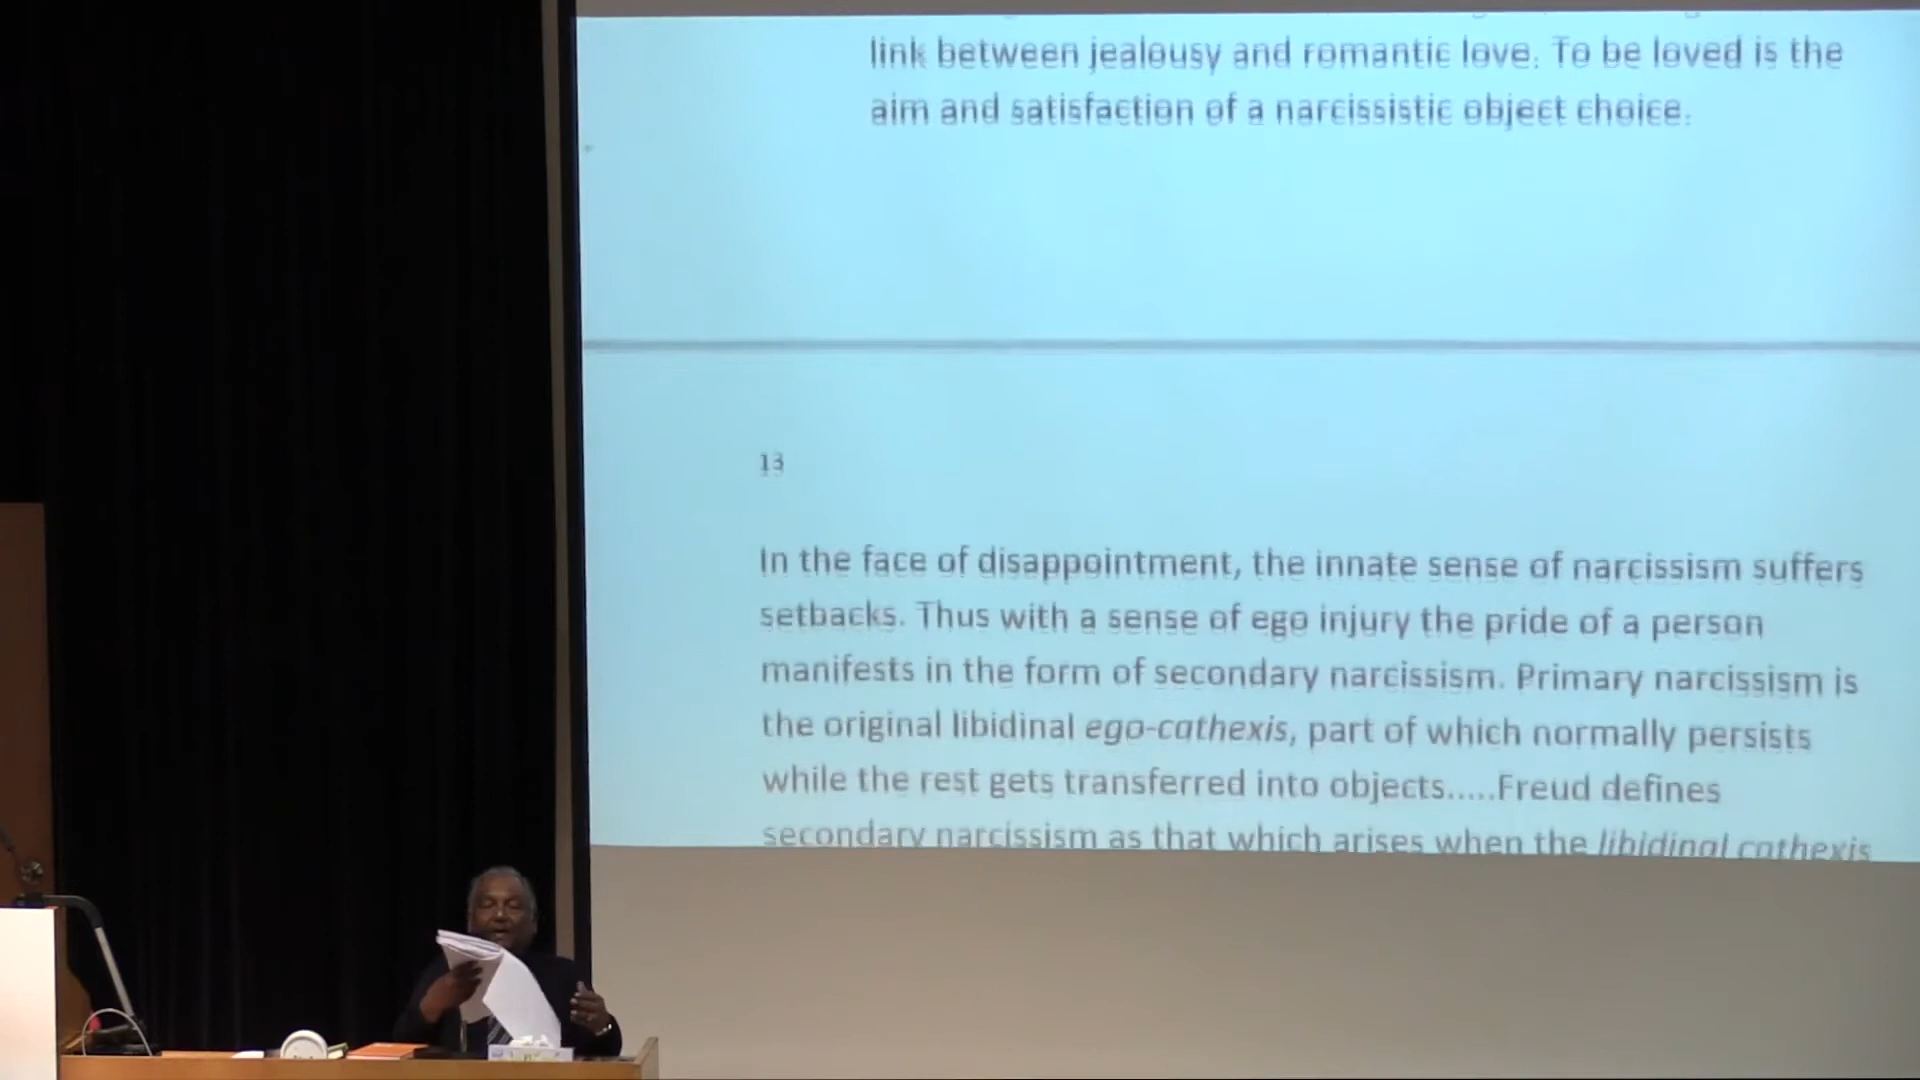 link between jealousy and romantic love. To be loved is the
aim and satisfaction of a narcissistic object choice.
13
In the face of disappointment, the innate sense of narcissism suffers
setbacks. Thus with a sense of ego injury the pride of a person
manifests in the form of secondary narcissism. Primary narcissism is
the original libidinal ego-cathexis, part of which normally persists
while the rest gets transferred into objects.....Freud defines
secondary narcissism as that which arises when the libidinal cathexis